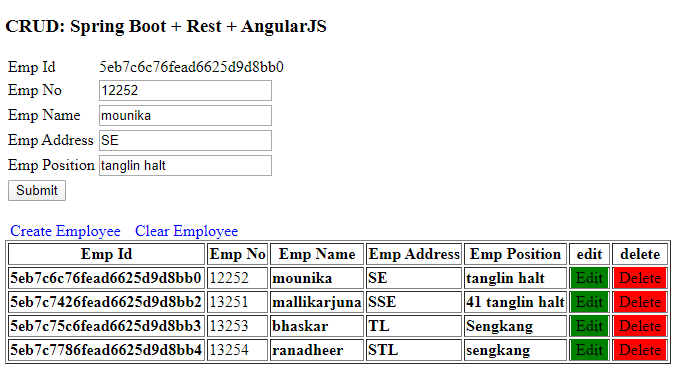 CRUD: Spring Boot + Rest + AngularJS
Emp Id 5eb7c6c76fead6625d9d8bb0
Emp No 12252
Emp Name mounika
Emp Address SE
Emp Position tanglin halt
Submit
Create Employee Clear Employee
Emp Id Emp No Emp Name Emp Address Emp Position edit delete
5eb7c6c76fead6625d9d8bb0 12252 mounika SE tanglin halt Edit Delete
5eb7c7426fead6625d9d8bb2 13251 mallikarjuna SSE 41 tanglin halt Edit Delete
5eb7c75c6fead6625d9d8bb3 13253 bhaskar TL Sengkang Edit Delete
5eb7c7786fead6625d9d8bb4 13254 ranadheer STL sengkang Edit Delete